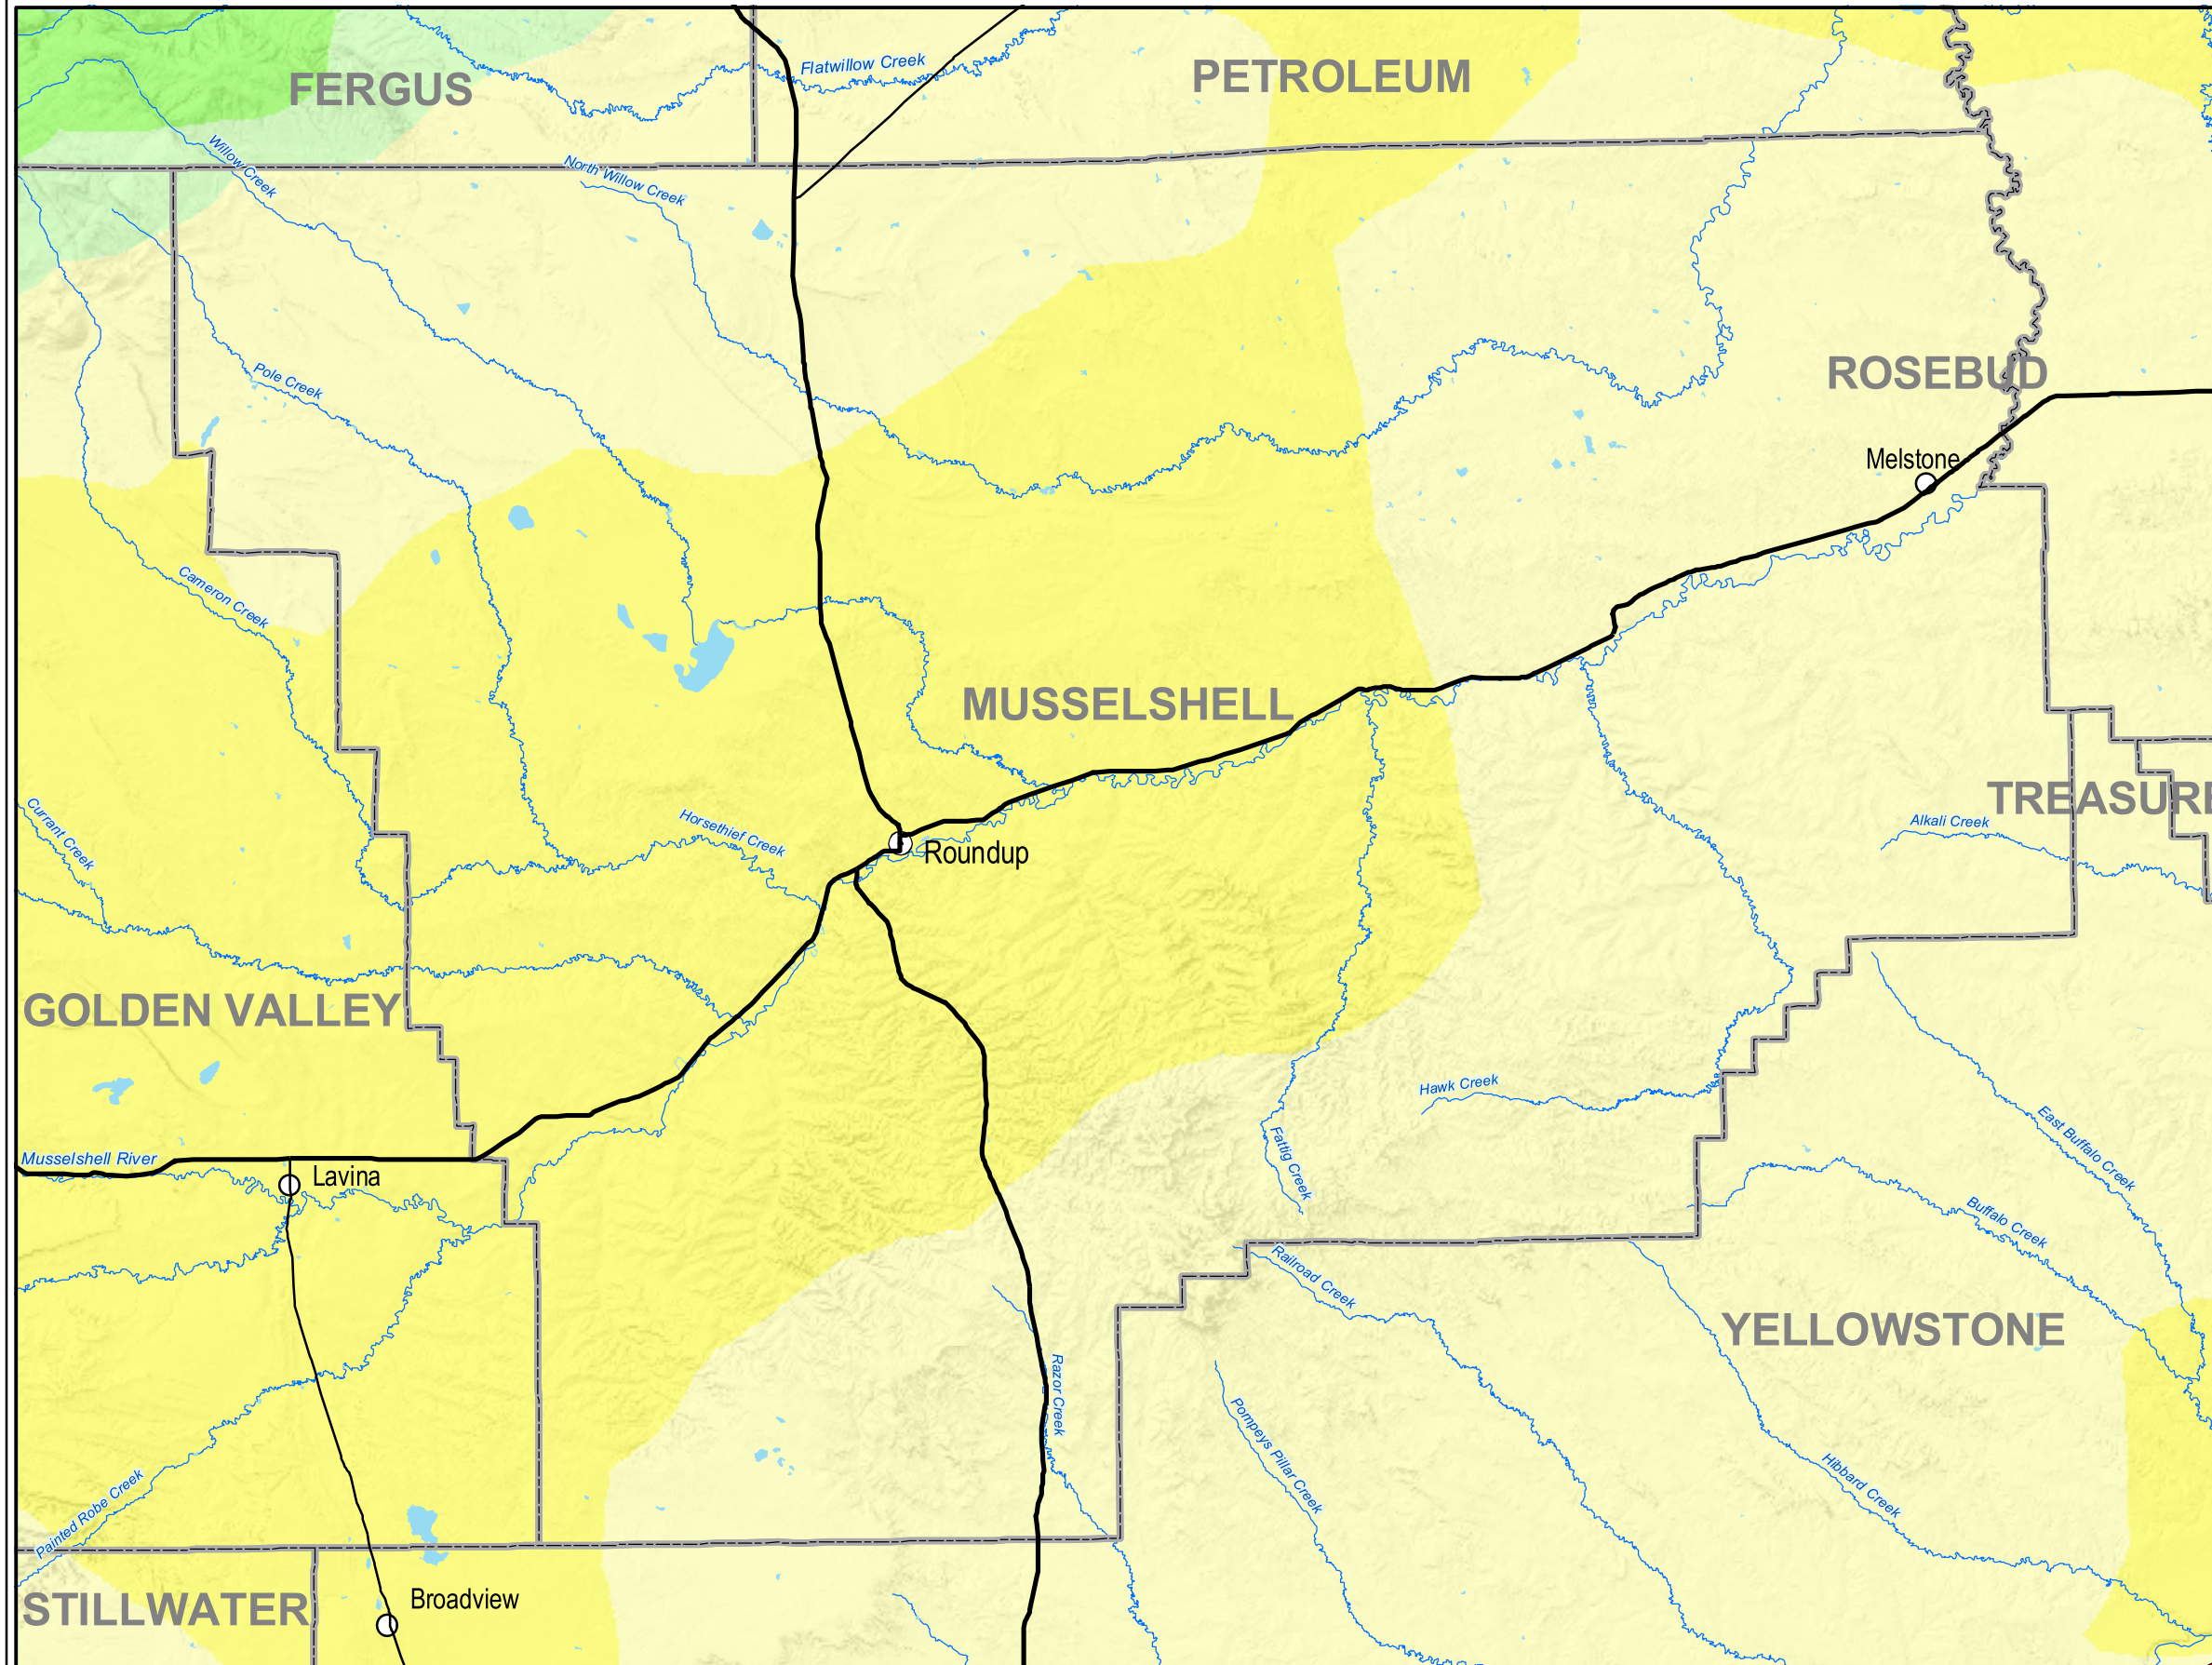 Flatwillow Creek
PETROLEUM
FERGUS
Willow Creek
North Willow Creek
Pole Creek
ROSEBUD
Melstone
Cameron Creek
MUSSELSHELL
TREASURE
Currant Creek
Horsethief Creek
Alkali Creek
Roundup
GOLDEN VALLEY
Hawk Creek
East Buffalo Creek
Musselshell River
Lavina
Fattig Creek
Buffalo Creek
Railroad Creek
YELLOWSTONE
Razor Creek
Pompeys Pillar Creek
Hibbard Creek
Painted Robe Creek
STILLWATER
Broadview